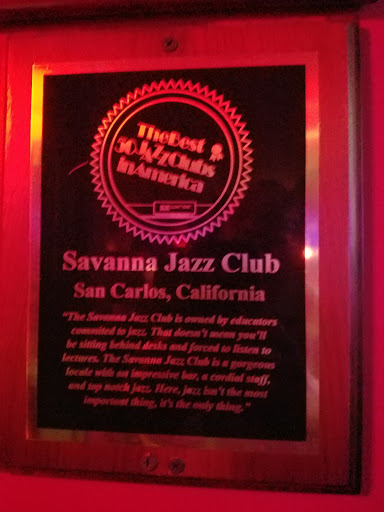 The Best
50 Jazz Clubs
in America
Savanna Jazz Club
San Carlos, California
"The Savanna Jazz Club is owned by educators
commited to jazz. That doesn't mean you'll
be sitting behind desks and forced to listen to
lectures. The Savanna Jazz Club is a gorgeous
locale with an impressive bar, a cordial staff,
and top notch jazz. Here, jazz isn't the most
important thing, it's the only thing."